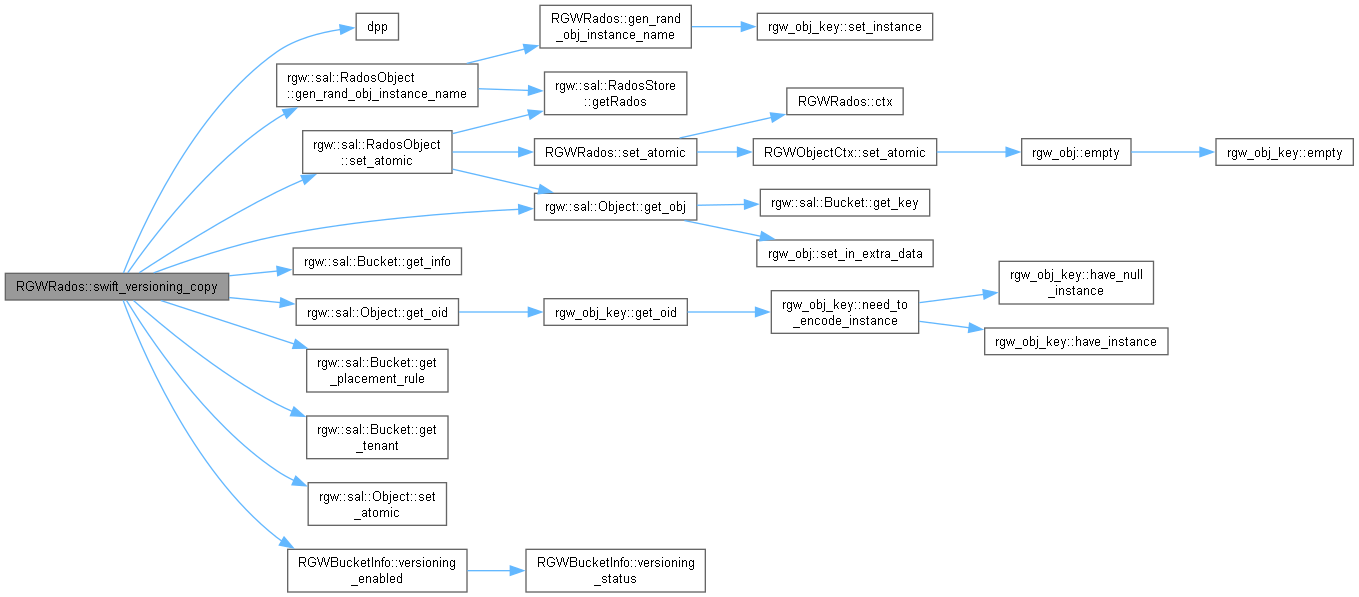 RGWRados::swift_versioning_copy
dpp
rgw::sal::RadosObject
::gen_rand_obj_instance_name
RGWRados::gen_rand
_obj_instance_name
rgw_obj_key::set_instance
rgw::sal::RadosStore
::getRados
rgw::sal::RadosObject
::set_atomic
RGWRados::set_atomic
RGWRados::ctx
RGWObjectCtx::set_atomic
rgw_obj::empty
rgw_obj_key::empty
rgw::sal::Object::get_obj
rgw::sal::Bucket::get_key
rgw_obj::set_in_extra_data
rgw::sal::Bucket::get_info
rgw::sal::Object::get_oid
rgw_obj_key::get_oid
rgw_obj_key::need_to
_encode_instance
rgw_obj_key::have_null
_instance
rgw_obj_key::have_instance
rgw::sal::Bucket::get
_placement_rule
rgw::sal::Bucket::get
_tenant
rgw::sal::Object::set
_atomic
RGWBucketInfo::versioning
_enabled
RGWBucketInfo::versioning
_status